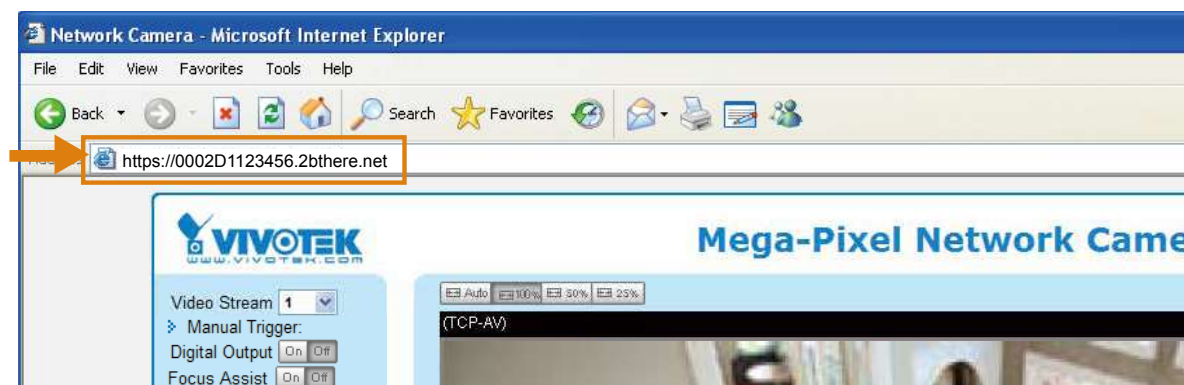 Network Camera - Microsoft Internet Explorer
File Edit View Favorites Tools Help
Back Search Favorites
https://0002D1123456.2bthere.net
VIVOTEK
www.vivotek.com
Mega-Pixel Network Came
Auto 100% 50% 25%
Video Stream 1
(TCP-AV)
Manual Trigger:
Digital Output On Off
Focus Assist On Off